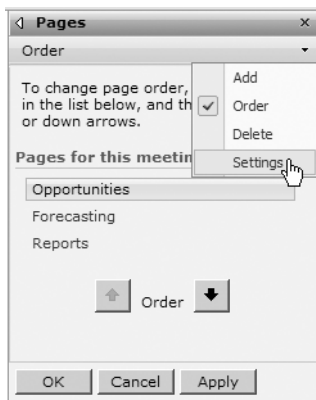 Pages
Order
To change page order,
in the list below, and th
or down arrows.
Add
Order
Delete
Settings
Pages for this meetin
Opportunities
Forecasting
Reports
Order
OK Cancel Apply